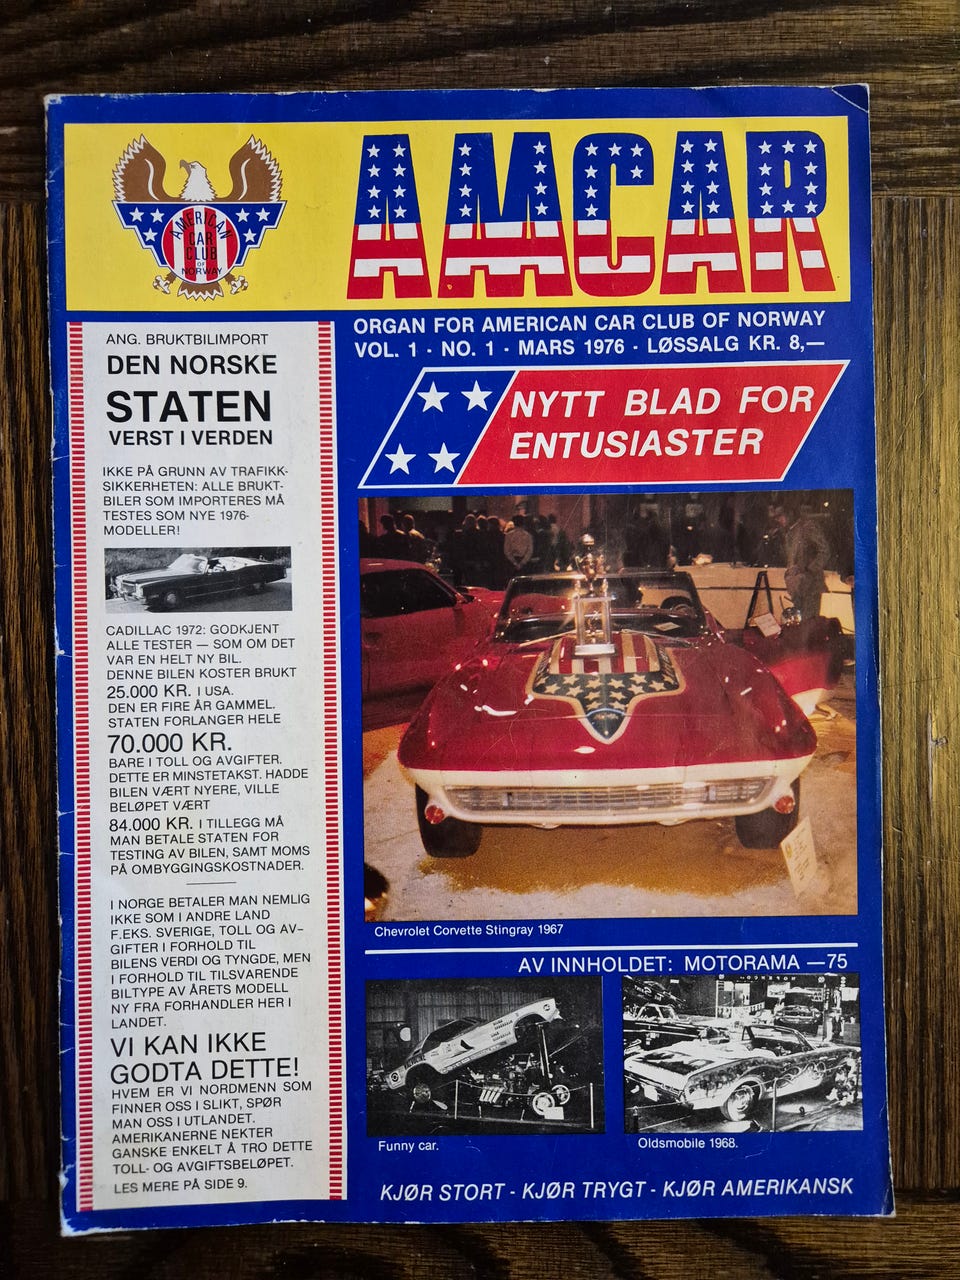 AMERICAN
CAR
CLUB
OF
NORWAY
AMCAR
ORGAN FOR AMERICAN CAR CLUB OF NORWAY
VOL. 1 - NO. 1 - MARS 1976 - LØSSALG KR. 8,—
NYTT BLAD FOR
ENTUSIASTER
ANG. BRUKTBILIMPORT
DEN NORSKE
STATEN
VERST I VERDEN
IKKE PÅ GRUNN AV TRAFIKK-
SIKKERHETEN: ALLE BRUKT-
BILER SOM IMPORTERES MÅ
TESTES SOM NYE 1976-
MODELLER!
CADILLAC 1972: GODKJENT
ALLE TESTER — SOM OM DET
VAR EN HELT NY BIL.
DENNE BILEN KOSTER BRUKT
25.000 KR. I USA.
DEN ER FIRE ÅR GAMMEL.
STATEN FORLANGER HELE
70.000 KR.
BARE I TOLL OG AVGIFTER.
DETTE ER MINSTETAKST. HADDE
BILEN VÆRT NYERE, VILLE
BELØPET VÆRT
84.000 KR. I TILLEGG MÅ
MAN BETALE STATEN FOR
TESTING AV BILEN, SAMT MOMS
PÅ OMBYGGINGSKOSTNADER.
I NORGE BETALER MAN NEMLIG
IKKE SOM I ANDRE LAND
F.EKS. SVERIGE, TOLL OG AV-
GIFTER I FORHOLD TIL
BILENS VERDI OG TYNGDE, MEN
I FORHOLD TIL TILSVARENDE
BILTYPE AV ÅRETS MODELL
NY FRA FORHANDLER HER I
LANDET.
VI KAN IKKE
GODTA DETTE!
HVEM ER VI NORDMENN SOM
FINNER OSS I SLIKT, SPØR
MAN OSS I UTLANDET.
AMERIKANERNE NEKTER
GANSKE ENKELT Å TRO DETTE
TOLL- OG AVGIFTSBELØPET.
LES MERE PÅ SIDE 9.
Chevrolet Corvette Stingray 1967
AV INNHOLDET: MOTORAMA —75
Funny car.
Oldsmobile 1968.
KJØR STORT - KJØR TRYGT - KJØR AMERIKANSK